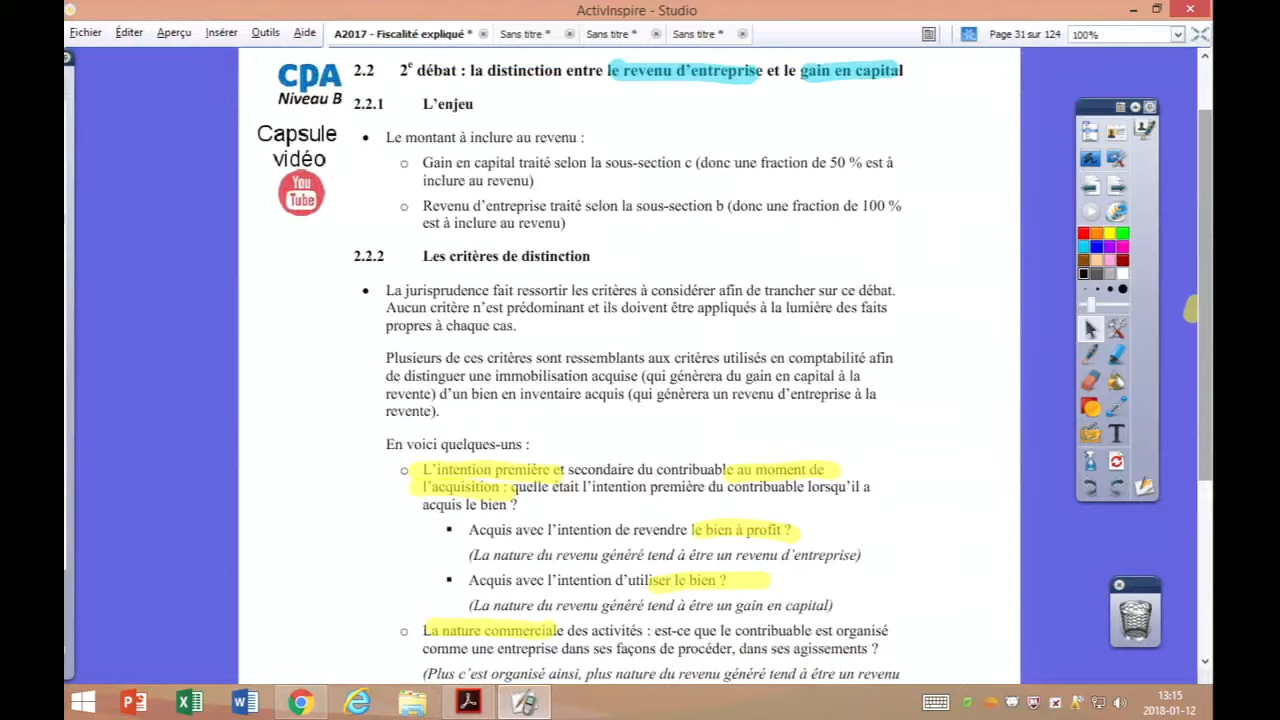 ActivInspire - Studio
Fichier Éditer Aperçu Insérer Outils Aide A2017 - Fiscalité expliqué * Sans titre * Sans titre * Sans titre * Page 31 sur 124 100%
CPA
Niveau B
Capsule
vidéo
You
Tube
2.2 2e débat : la distinction entre le revenu d’entreprise et le gain en capital
2.2.1 L’enjeu
• Le montant à inclure au revenu :
o Gain en capital traité selon la sous-section c (donc une fraction de 50 % est à
inclure au revenu)
o Revenu d’entreprise traité selon la sous-section b (donc une fraction de 100 %
est à inclure au revenu)
2.2.2 Les critères de distinction
• La jurisprudence fait ressortir les critères à considérer afin de trancher sur ce débat.
Aucun critère n’est prédominant et ils doivent être appliqués à la lumière des faits
propres à chaque cas.
Plusieurs de ces critères sont ressemblants aux critères utilisés en comptabilité afin
de distinguer une immobilisation acquise (qui génèrera du gain en capital à la
revente) d’un bien en inventaire acquis (qui génèrera un revenu d’entreprise à la
revente).
En voici quelques-uns :
o L’intention première et secondaire du contribuable au moment de
l’acquisition : quelle était l’intention première du contribuable lorsqu’il a
acquis le bien ?
▪ Acquis avec l’intention de revendre le bien à profit ?
(La nature du revenu généré tend à être un revenu d’entreprise)
▪ Acquis avec l’intention d’utiliser le bien ?
(La nature du revenu généré tend à être un gain en capital)
o La nature commerciale des activités : est-ce que le contribuable est organisé
comme une entreprise dans ses façons de procéder, dans ses agissements ?
(Plus c’est organisé ainsi, plus nature du revenu généré tend à être un revenu
13:15
2018-01-12